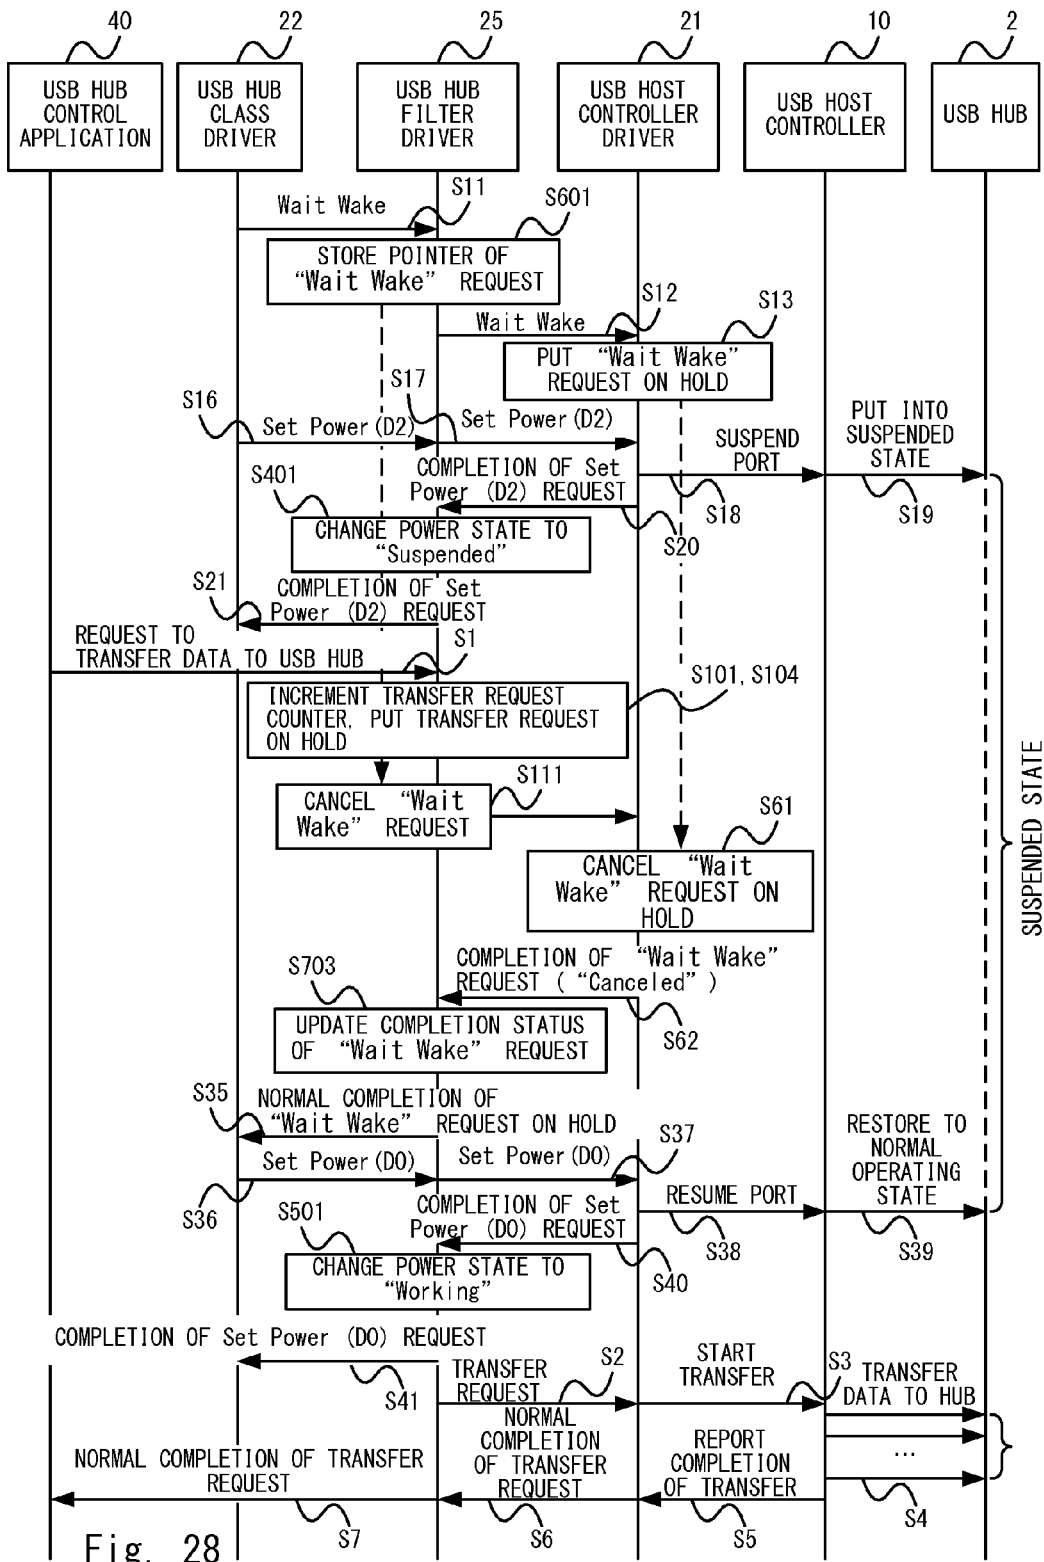 40
22
25
21
10
2
USB HUB
CONTROL
APPLICATION
USB HUB
CLASS
DRIVER
USB HUB
FILTER
DRIVER
USB HOST
CONTROLLER
DRIVER
USB HOST
CONTROLLER
USB HUB
Wait Wake
S11
S601
STORE POINTER OF
“Wait Wake” REQUEST
Wait Wake
S12
S13
PUT “Wait Wake”
REQUEST ON HOLD
S16
Set Power(D2)
S17
Set Power(D2)
SUSPEND
PORT
S18
PUT INTO
SUSPENDED
STATE
S19
COMPLETION OF Set
Power (D2) REQUEST
S20
S401
CHANGE POWER STATE TO
“Suspended”
S21
COMPLETION OF Set
Power (D2) REQUEST
REQUEST TO
TRANSFER DATA TO USB HUB
S1
S101, S104
INCREMENT TRANSFER REQUEST
COUNTER, PUT TRANSFER REQUEST
ON HOLD
CANCEL “Wait
Wake” REQUEST
S111
S61
CANCEL “Wait
Wake” REQUEST ON
HOLD
SUSPENDED STATE
COMPLETION OF “Wait Wake”
REQUEST (“Canceled”)
S62
S703
UPDATE COMPLETION STATUS
OF “Wait Wake” REQUEST
S35
NORMAL COMPLETION OF
“Wait Wake” REQUEST ON HOLD
S36
Set Power(D0)
Set Power(D0)
S37
RESUME PORT
S38
RESTORE TO
NORMAL
OPERATING
STATE
S39
COMPLETION OF Set
Power (D0) REQUEST
S40
S501
CHANGE POWER STATE TO
“Working”
COMPLETION OF Set Power (D0) REQUEST
S41
TRANSFER
REQUEST
S2
START
TRANSFER
S3
TRANSFER
DATA TO HUB
...
S4
REPORT
COMPLETION
OF TRANSFER
S5
NORMAL
COMPLETION
OF TRANSFER
REQUEST
S6
NORMAL COMPLETION OF TRANSFER
REQUEST
S7
Fig. 28